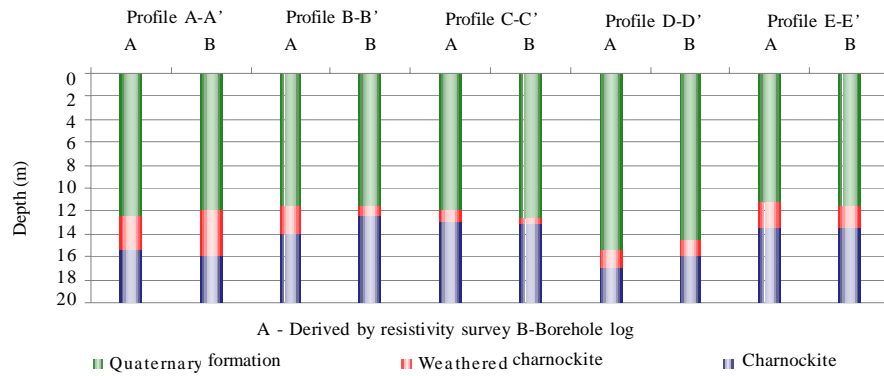 Profile A-A’ Profile B-B’ Profile C-C’ Profile D-D’ Profile E-E’
A B A B A B A B A B
0
2
4
6
8
10
12
14
16
18
20
Depth (m)
A - Derived by resistivity survey B-Borehole log
Quaternary formation Weathered charnockite Charnockite